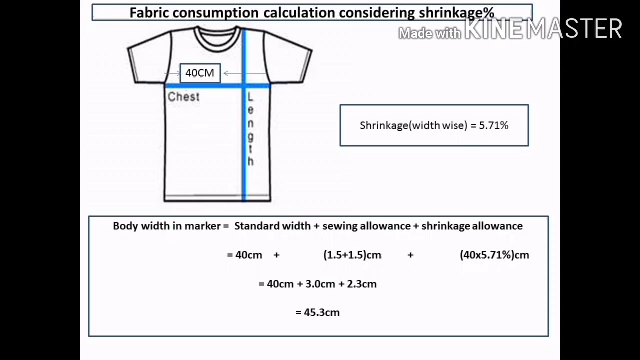 Fabric consumption calculation considering shrinkage%
Made with KINEMASTER
40CM
Chest
Length
Shrinkage(width wise) = 5.71%
Body width in marker = Standard width + sewing allowance + shrinkage allowance
= 40cm + (1.5+1.5)cm + (40x5.71%)cm
= 40cm + 3.0cm + 2.3cm
= 45.3cm